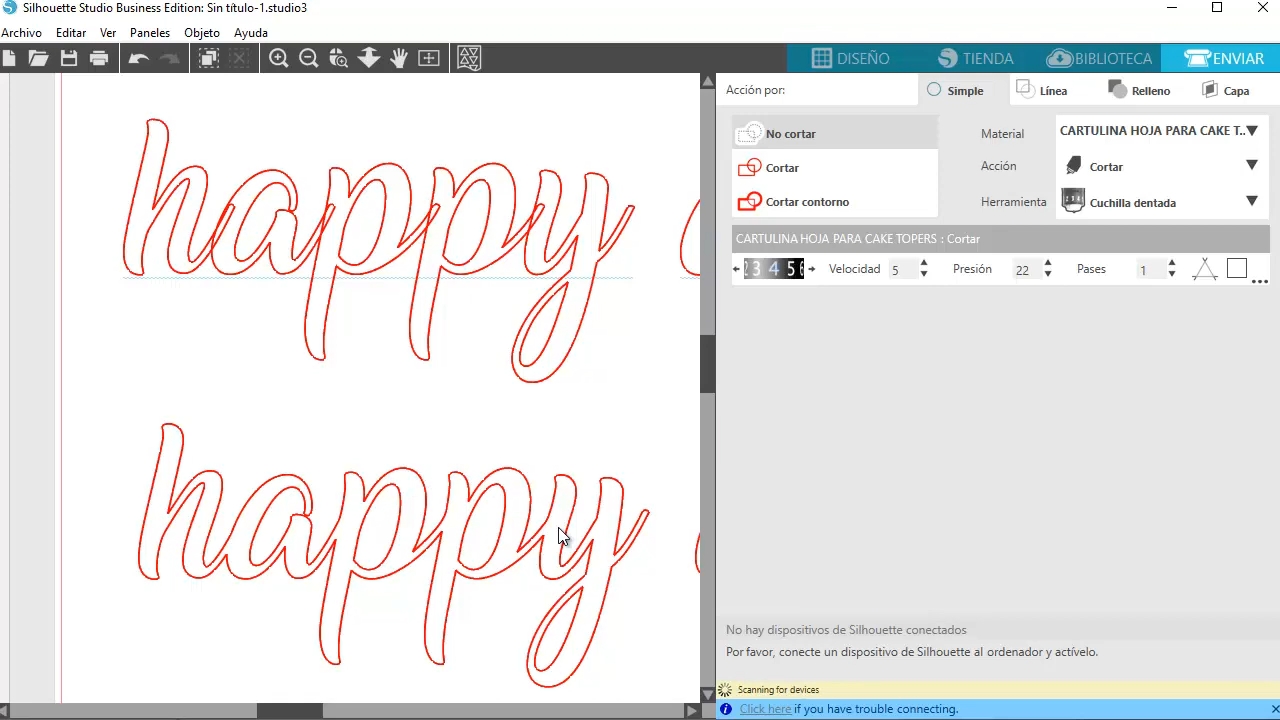 Silhouette Studio Business Edition: Sin título-1.studio3
Archivo Editar Ver Paneles Objeto Ayuda
DISEÑO TIENDA BIBLIOTECA ENVIAR
Acción por: Simple Línea Relleno Capa
No cortar
Cortar
Cortar contorno
Material CARTULINA HOJA PARA CAKE T..
Acción Cortar
Herramienta Cuchilla dentada
CARTULINA HOJA PARA CAKE TOPERS : Cortar
Velocidad 5 Presión 22 Pases 1
happy
happy
No hay dispositivos de Silhouette conectados
Por favor, conecte un dispositivo de Silhouette al ordenador y actívelo.
Scanning for devices
Click here if you have trouble connecting.